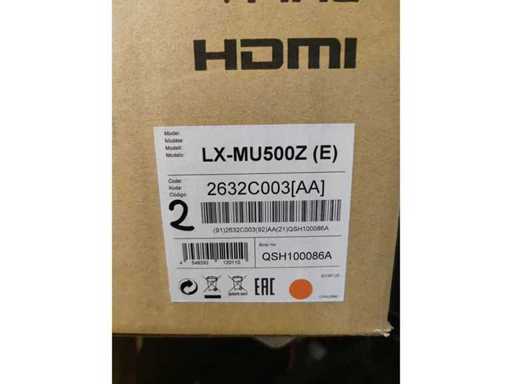 HDMI
Model:
Modèle:
Modell:
Modelo:
LX-MU500Z (E)
Code:
Kode:
Código:
2632C003[AA]
2
(91)2632C003(92)AA(21)QSH100086A
QSH100086A
EAC